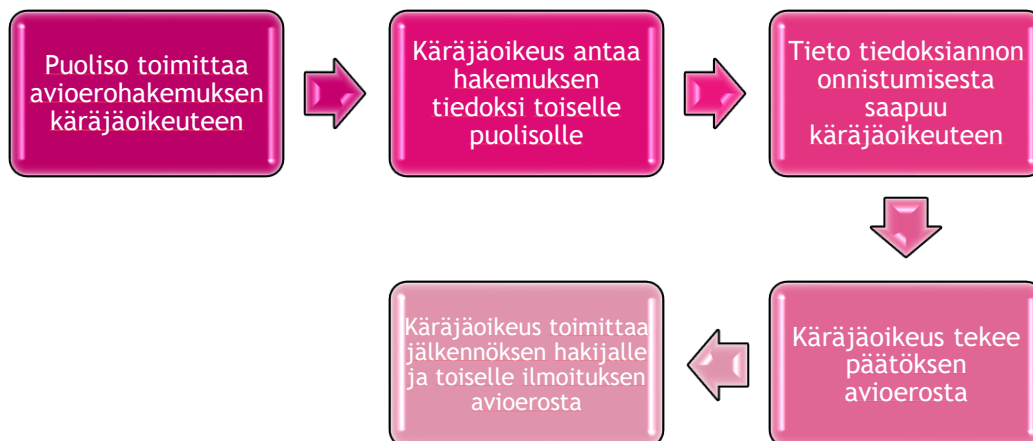 Puoliso toimittaa
avioerohakemuksen
käräjäoikeuteen
Käräjäoikeus antaa
hakemuksen
tiedoksi toiselle
puolisolle
Tieto tiedoksiannon
onnistumisesta
saapuu
käräjäoikeuteen
Käräjäoikeus tekee
päätöksen
avioerosta
Käräjäoikeus toimittaa
jälkennöksen hakijalle
ja toiselle ilmoituksen
avioerosta